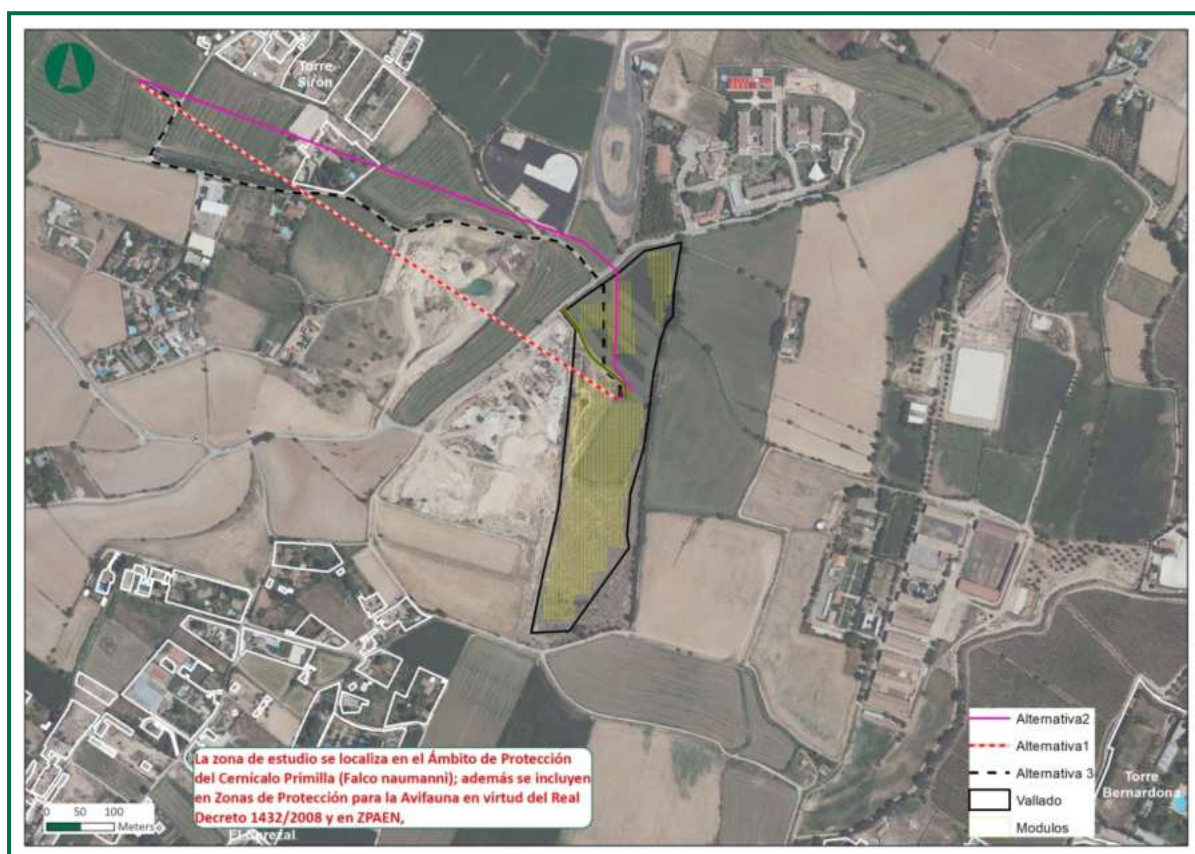 Torre-
Sirón
Alternativa2
Alternativa1
Alternativa 3
Vallado
Modulos
Torre
Bernardona
La zona de estudio se localiza en el Ámbito de Protección
del Cernícalo Primilla (Falco naumanni); además se incluyen
en Zonas de Protección para la Avifauna en virtud del Real
Decreto 1432/2008 y en ZPAEN,
0 50 100
Meters